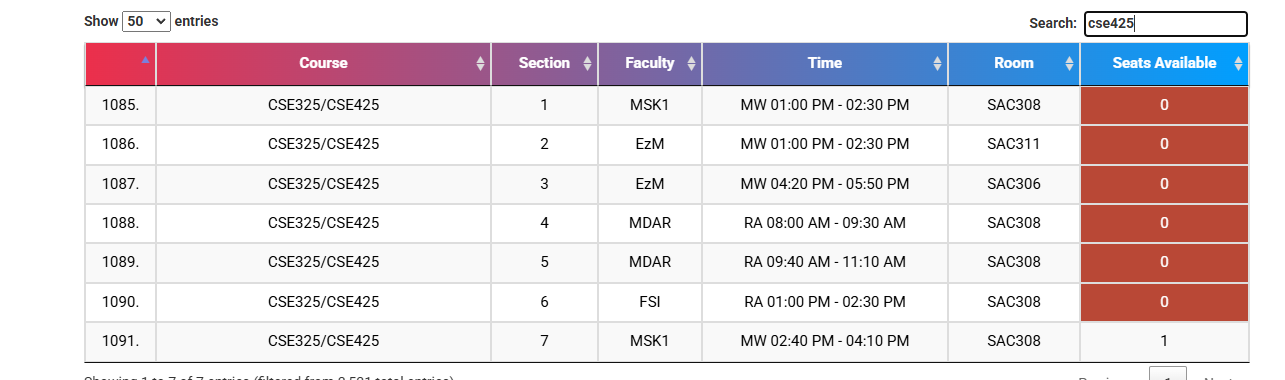 Show 50 entries Search: cse425
Course Section Faculty Time Room Seats Available
1085. CSE325/CSE425 1 MSK1 MW 01:00 PM - 02:30 PM SAC308 0
1086. CSE325/CSE425 2 EzM MW 01:00 PM - 02:30 PM SAC311 0
1087. CSE325/CSE425 3 EzM MW 04:20 PM - 05:50 PM SAC306 0
1088. CSE325/CSE425 4 MDAR RA 08:00 AM - 09:30 AM SAC308 0
1089. CSE325/CSE425 5 MDAR RA 09:40 AM - 11:10 AM SAC308 0
1090. CSE325/CSE425 6 FSI RA 01:00 PM - 02:30 PM SAC308 0
1091. CSE325/CSE425 7 MSK1 MW 02:40 PM - 04:10 PM SAC308 1
Showing 1 to 7 of 7 entries (filtered from total entries)